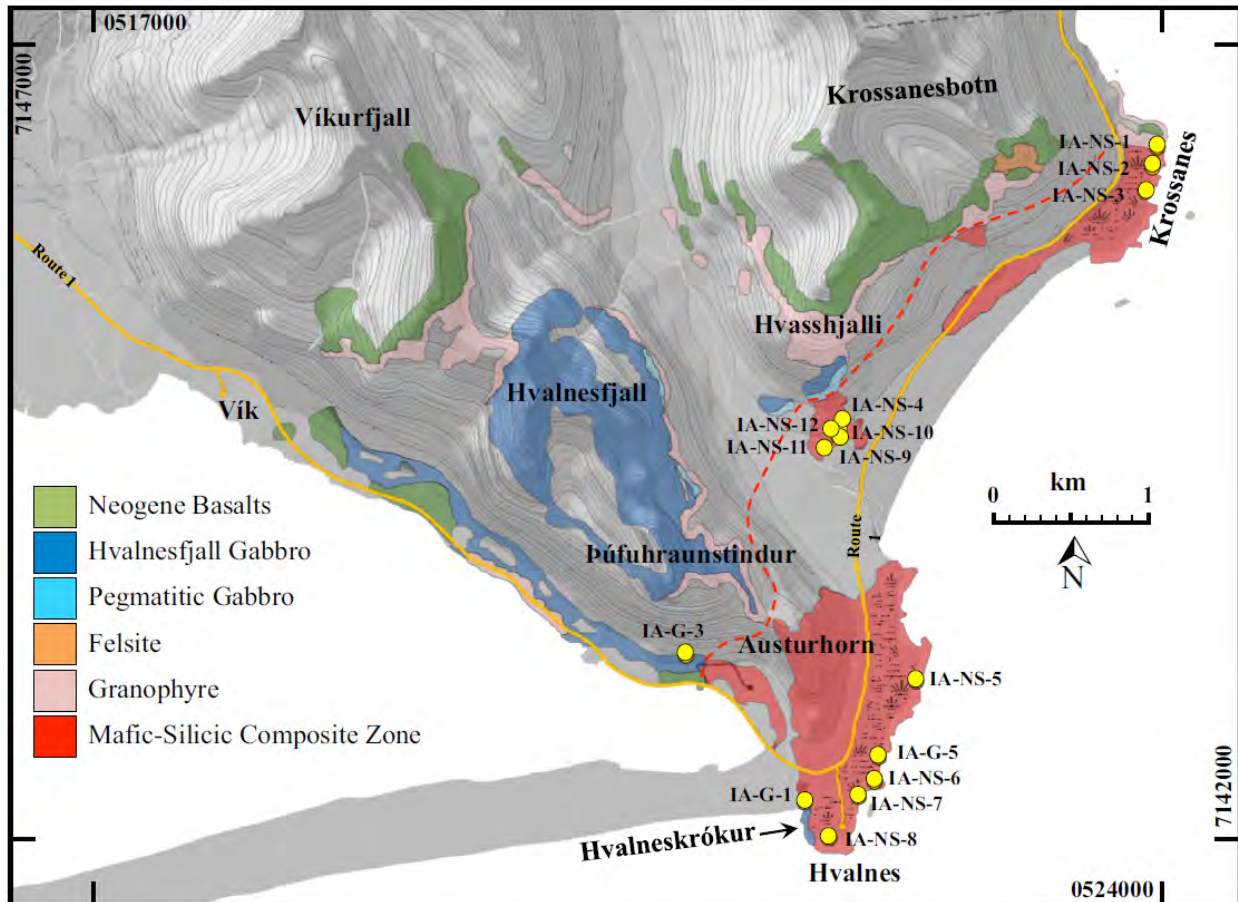 0517000
7147000
Krossanesbotn
Víkurfjall
IA-NS-1
IA-NS-2
IA-NS-3
Krossanes
Route 1
Hvasshjalli
Hvalnesfjall
Vík
IA-NS-4
IA-NS-12
IA-NS-10
IA-NS-11
IA-NS-9
km
0 1
N
Neogene Basalts
Hvalnesfjall Gabbro
Pegmatitic Gabbro
Felsite
Granophyre
Mafic-Silicic Composite Zone
Route
1
Þúfuhraunstindur
IA-G-3
Austurhorn
IA-NS-5
IA-G-5
IA-NS-6
IA-G-1
IA-NS-7
Hvalneskrókur
IA-NS-8
Hvalnes
7142000
0524000